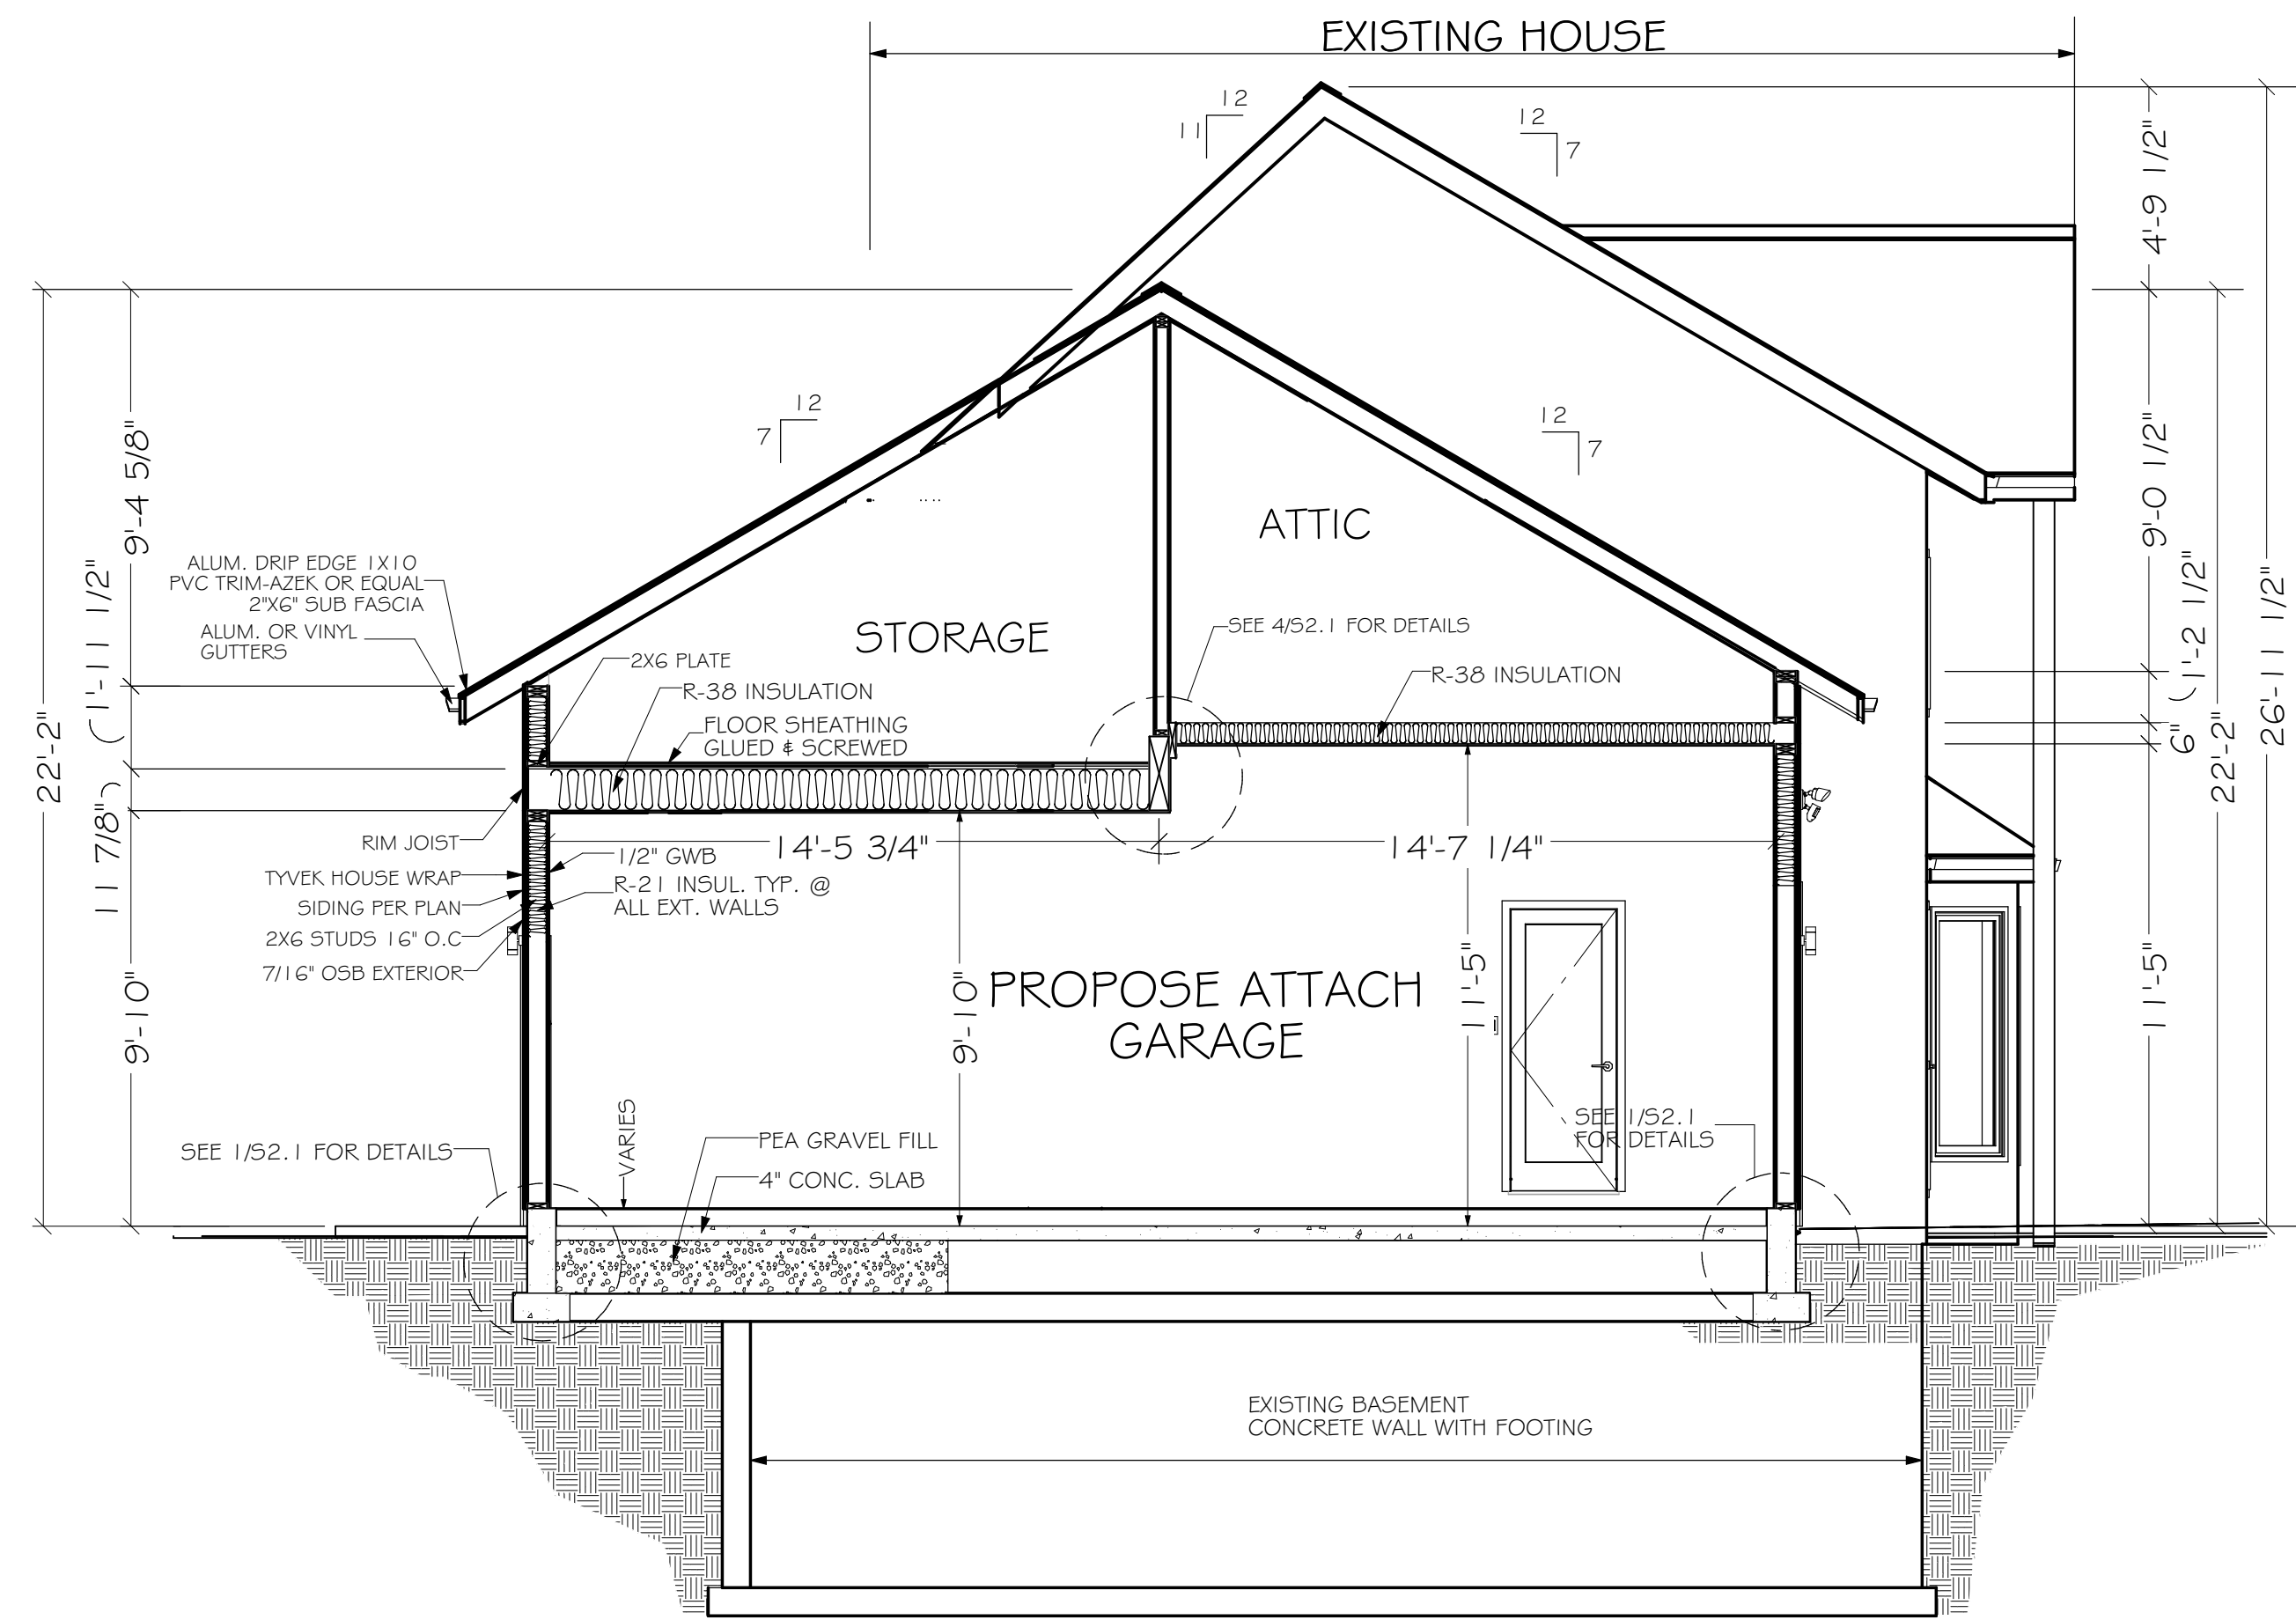 EXISTING HOUSE
12
11
12
7
4'-9 1/2"
12
7
12
7
9'-4 5/8"
9'-0 1/2"
ATTIC
ALUM. DRIP EDGE 1X10
PVC TRIM-AZEK OR EQUAL
2"X6" SUB FASCIA
ALUM. OR VINYL
GUTTERS
STORAGE
SEE 4/S2.1 FOR DETAILS
2X6 PLATE
R-38 INSULATION
R-38 INSULATION
FLOOR SHEATHING
GLUED & SCREWED
1'-11 1/2"
22'-2"
11 7/8"
1'-2 1/2"
6"
22'-2"
26'-11 1/2"
RIM JOIST
14'-5 3/4"
14'-7 1/4"
1/2" GWB
TYVEK HOUSE WRAP
R-21 INSUL. TYP. @
ALL EXT. WALLS
SIDING PER PLAN
2X6 STUDS 16" O.C
7/16" OSB EXTERIOR
9'-10"
9'-10"
PROPOSE ATTACH
GARAGE
11'-5"
11'-5"
VARIES
SEE 1/S2.1
FOR DETAILS
SEE 1/S2.1 FOR DETAILS
PEA GRAVEL FILL
4" CONC. SLAB
EXISTING BASEMENT
CONCRETE WALL WITH FOOTING